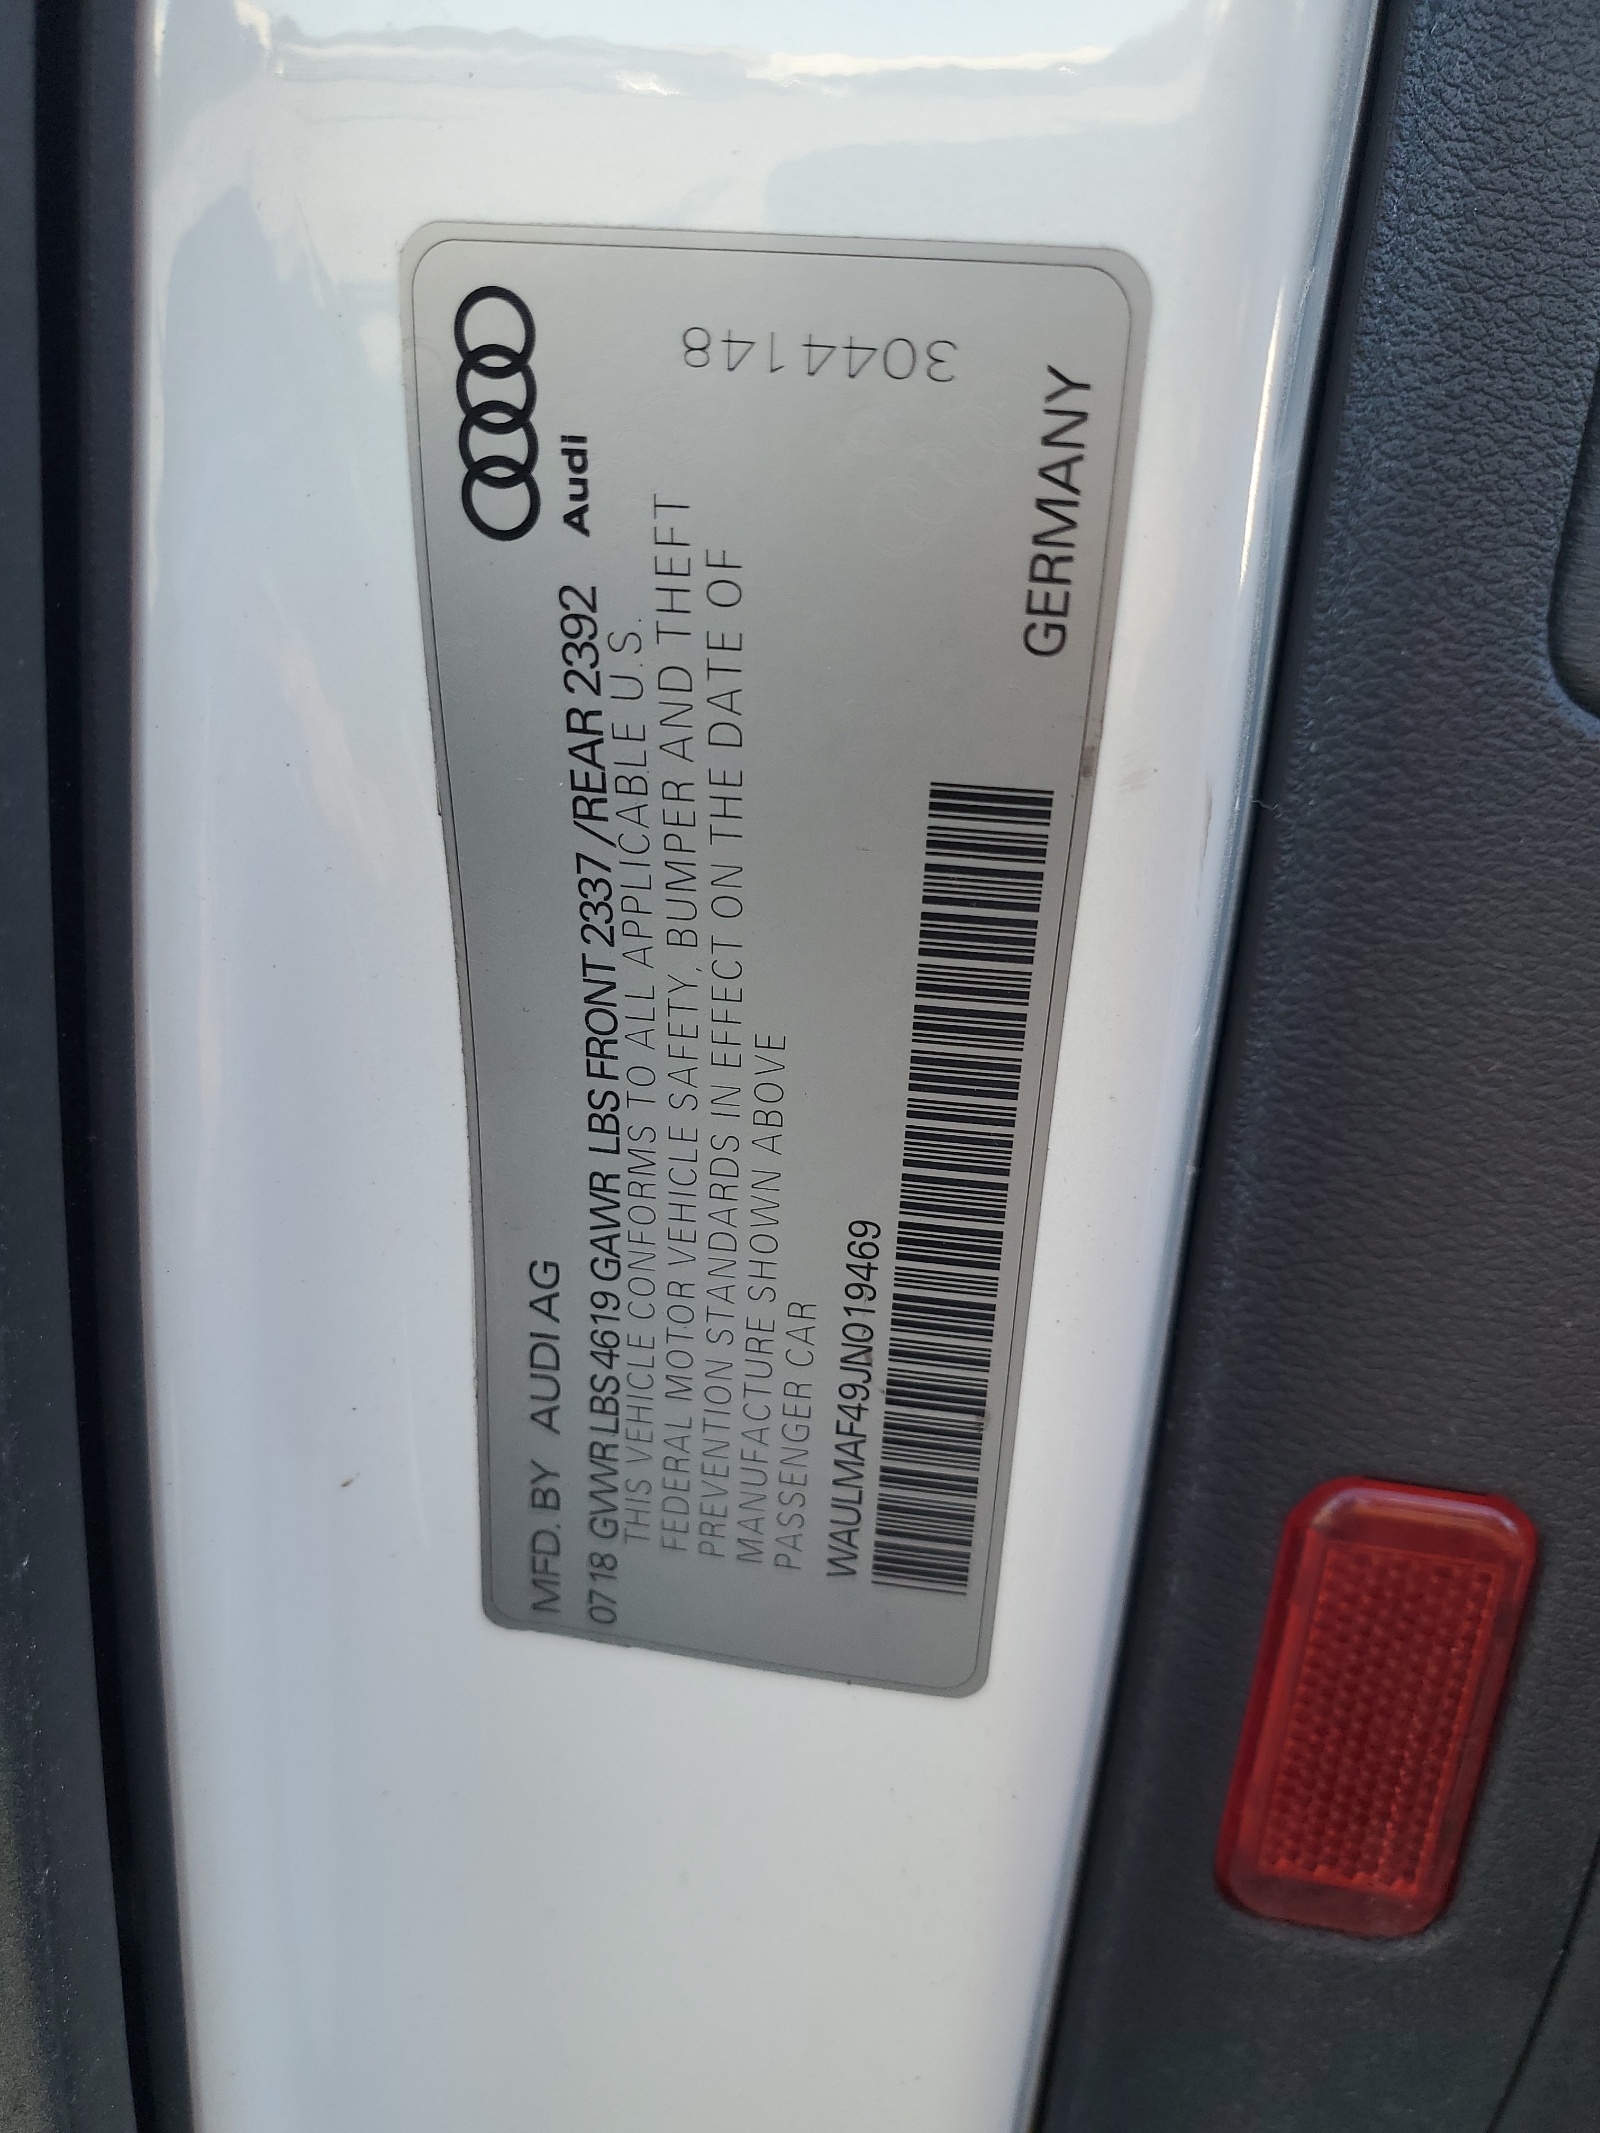 MFD. BY AUDI AG
0718 GVWR LBS 4619 GAWR LBS FRONT 2337/REAR 2392
Audi
THIS VEHICLE CONFORMS TO ALL APPLICABLE U.S.
FEDERAL MOTOR VEHICLE SAFETY, BUMPER AND THEFT
PREVENTION STANDARDS IN EFFECT ON THE DATE OF
MANUFACTURE SHOWN ABOVE
PASSENGER CAR
3044148
WAULMAF49JN019469
GERMANY